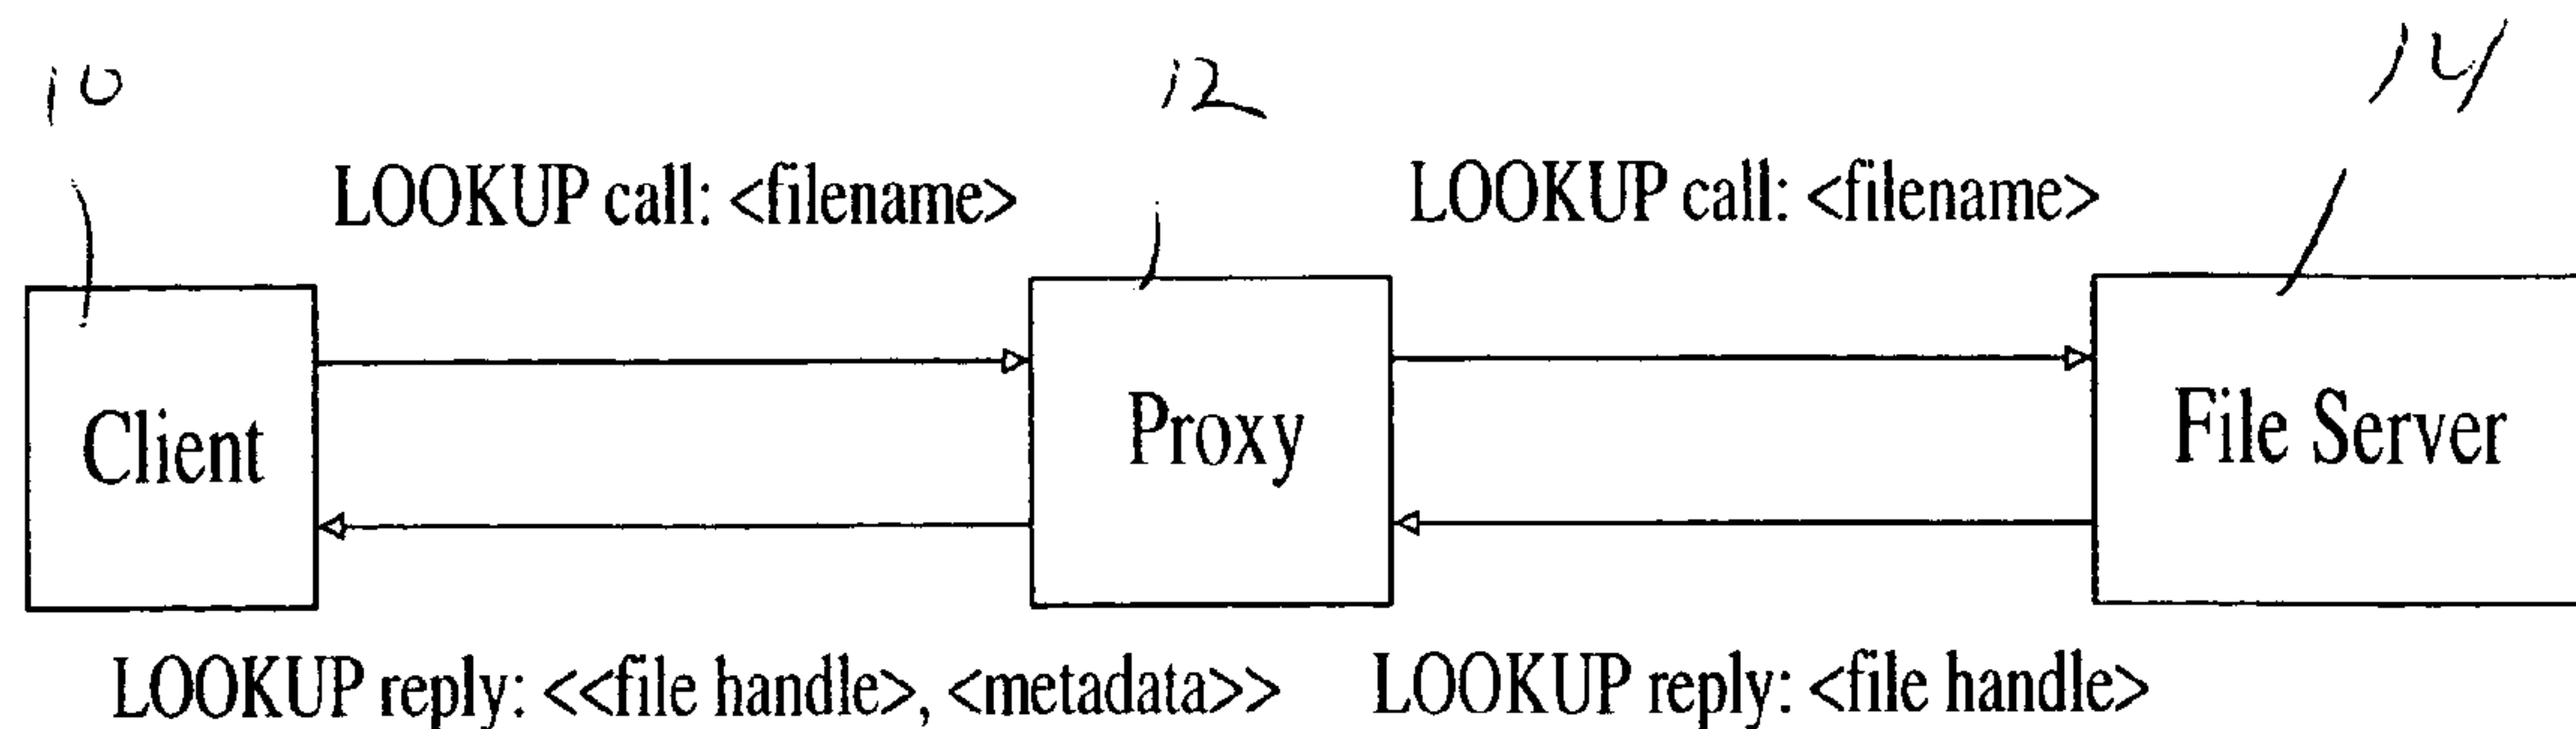 10
12
14
LOOKUP call: <filename>
LOOKUP call: <filename>
Client
Proxy
File Server
LOOKUP reply: <<file handle>, <metadata>>
LOOKUP reply: <file handle>